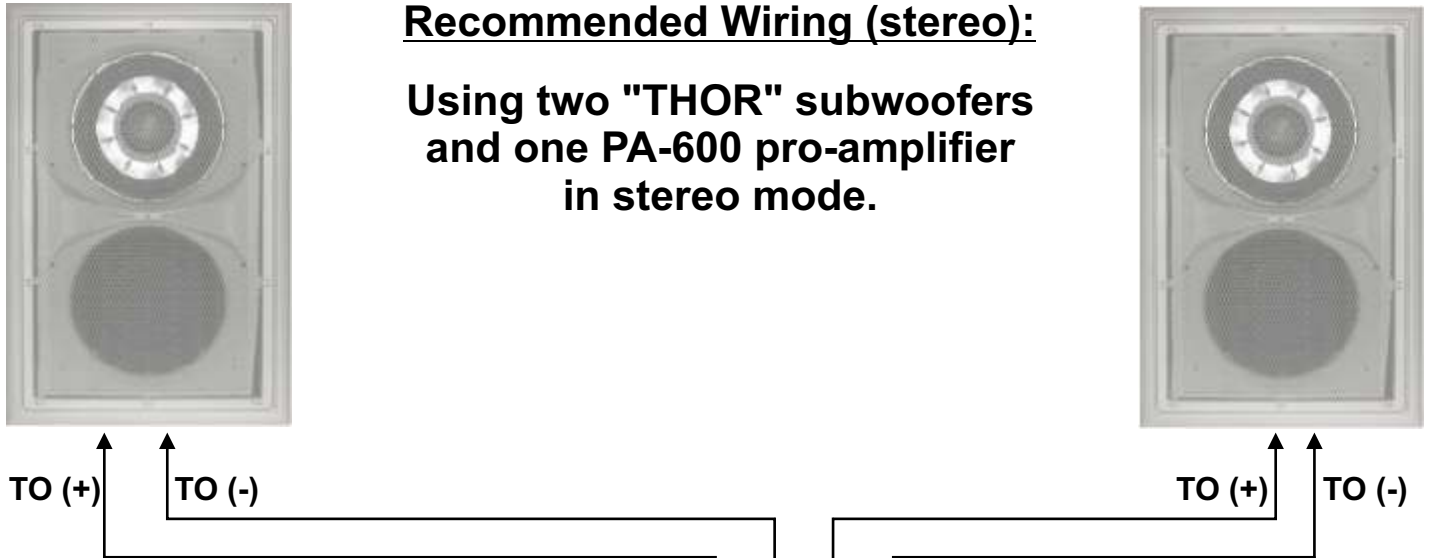 Recommended Wiring (stereo):
Using two "THOR" subwoofers
and one PA-600 pro-amplifier
in stereo mode.
TO (+) TO (-) TO (+) TO (-)